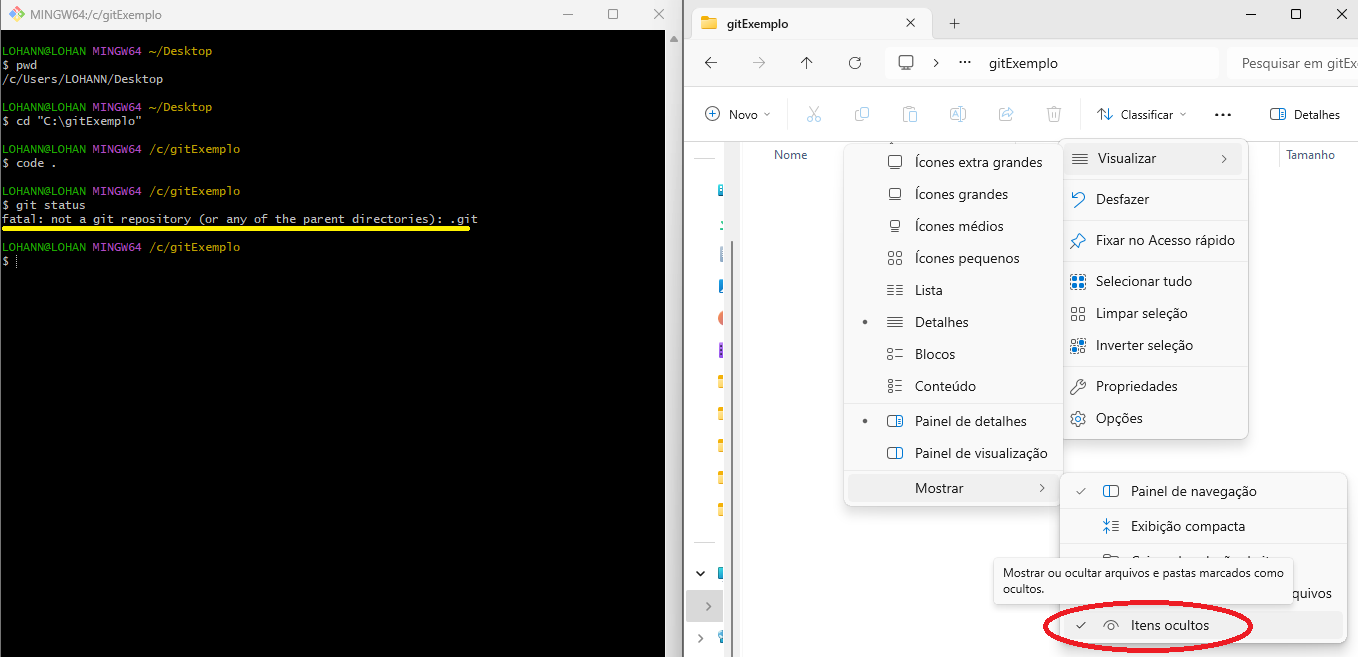 MINGW64:/c/gitExemplo
LOHANN@LOHAN MINGW64 ~/Desktop
$ pwd
/c/Users/LOHANN/Desktop
LOHANN@LOHAN MINGW64 ~/Desktop
$ cd "C:\gitExemplo"
LOHANN@LOHAN MINGW64 /c/gitExemplo
$ code .
LOHANN@LOHAN MINGW64 /c/gitExemplo
$ git status
fatal: not a git repository (or any of the parent directories): .git
LOHANN@LOHAN MINGW64 /c/gitExemplo
$
gitExemplo
gitExemplo
Pesquisar em gitExe
Novo
Classificar
Detalhes
Nome
Tamanho
Ícones extra grandes
Ícones grandes
Ícones médios
Ícones pequenos
Lista
Detalhes
Blocos
Conteúdo
Painel de detalhes
Painel de visualização
Mostrar
Visualizar
Desfazer
Fixar no Acesso rápido
Selecionar tudo
Limpar seleção
Inverter seleção
Propriedades
Opções
Painel de navegação
Exibição compacta
Mostrar ou ocultar arquivos e pastas marcados como
ocultos.
quivos
Itens ocultos